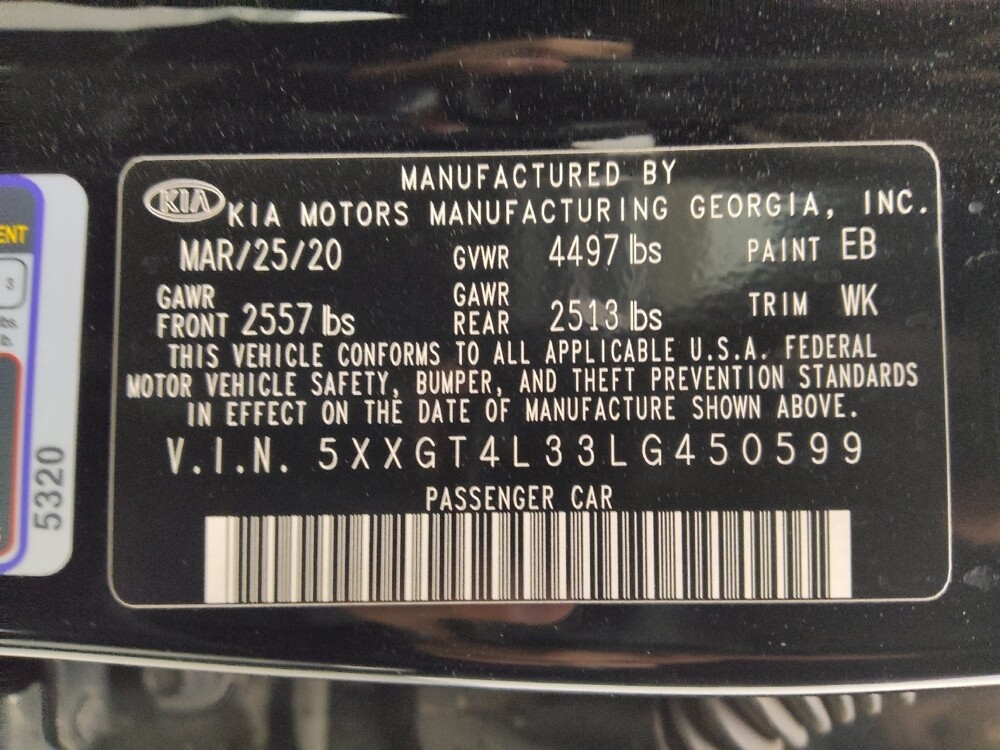 MANUFACTURED BY
KIA KIA MOTORS MANUFACTURING GEORGIA, INC.
MAR/25/20 GVWR 4497 lbs PAINT EB
GAWR FRONT 2557 lbs GAWR REAR 2513 lbs TRIM WK
THIS VEHICLE CONFORMS TO ALL APPLICABLE U.S.A. FEDERAL
MOTOR VEHICLE SAFETY, BUMPER, AND THEFT PREVENTION STANDARDS
IN EFFECT ON THE DATE OF MANUFACTURE SHOWN ABOVE.
V.I.N. 5XXGT4L33LG450599
PASSENGER CAR
3
5320